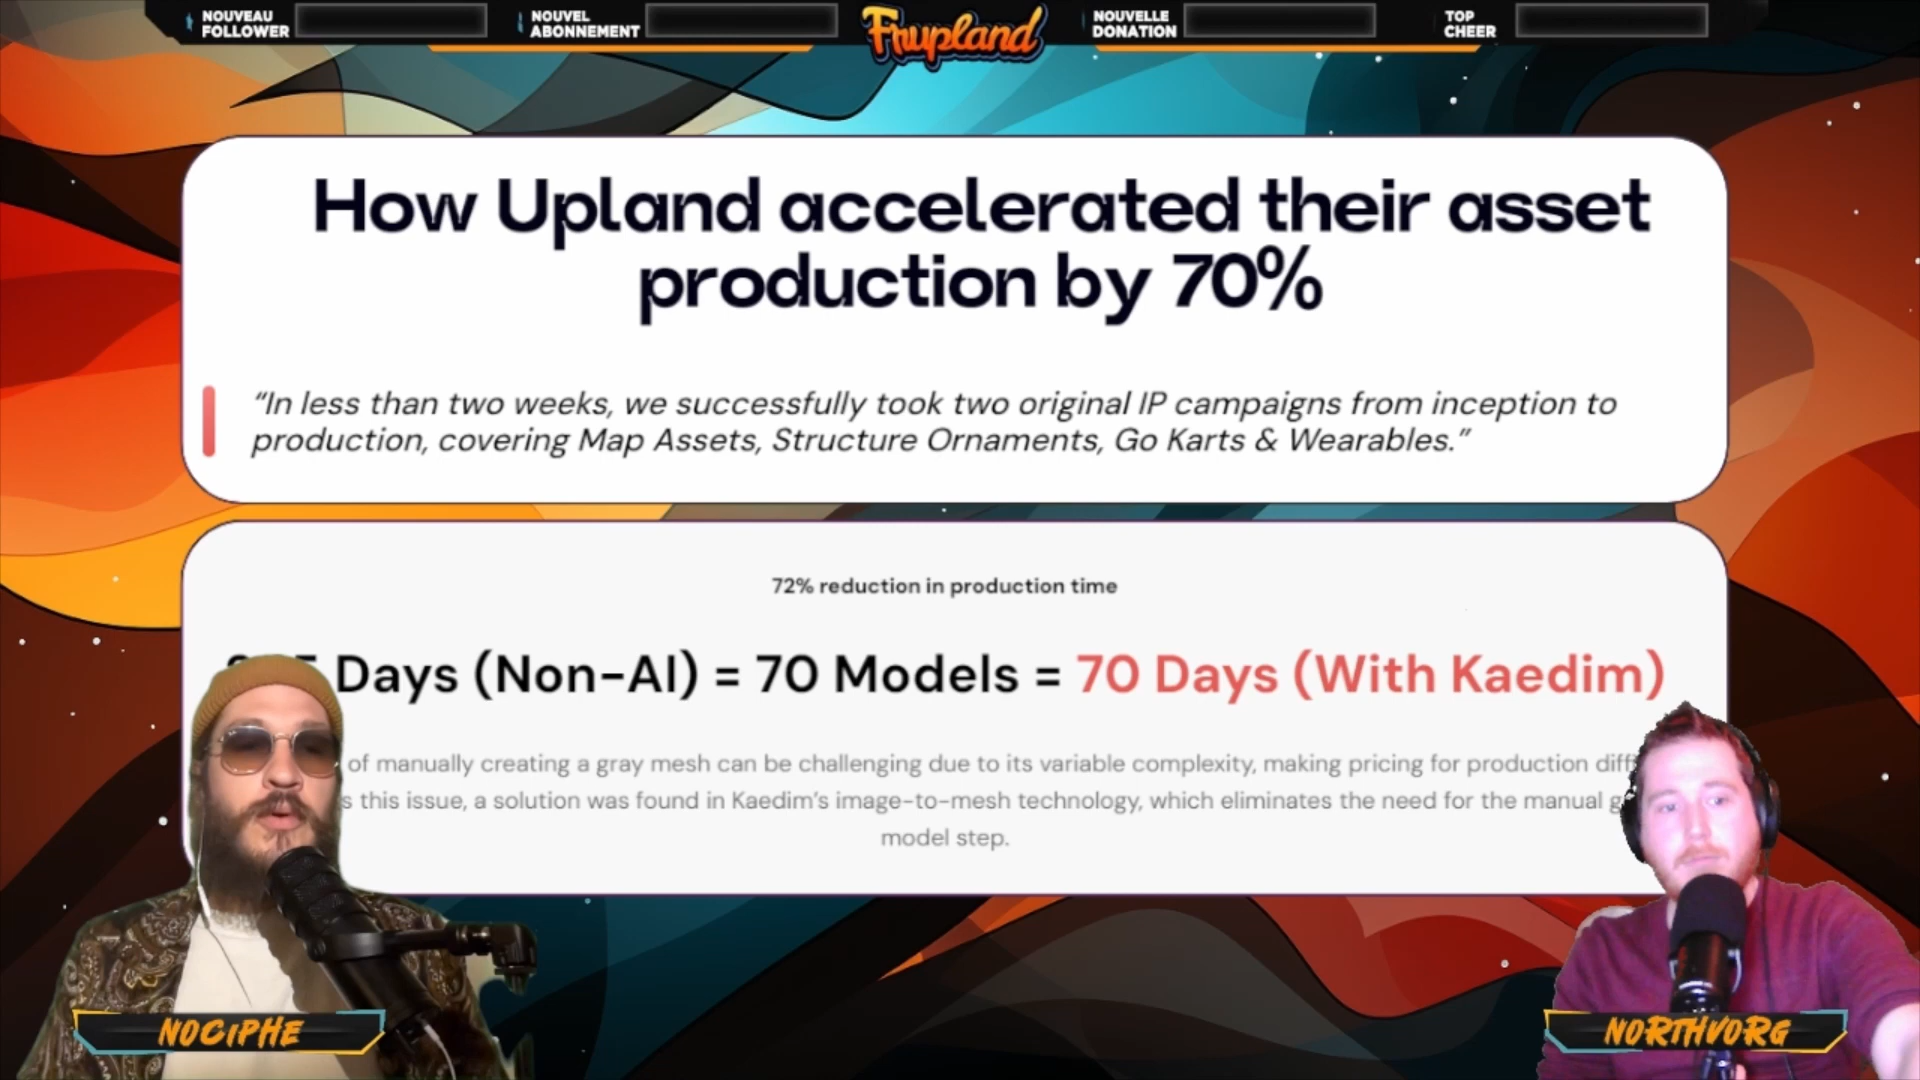 NOUVEAU
FOLLOWER
NOUVEL
ABONNEMENT
Frupland
NOUVELLE
DONATION
TOP
CHEER
How Upland accelerated their asset
production by 70%
“In less than two weeks, we successfully took two original IP campaigns from inception to
production, covering Map Assets, Structure Ornaments, Go Karts & Wearables.”
72% reduction in production time
Days (Non-AI) = 70 Models = 70 Days (With Kaedim)
of manually creating a gray mesh can be challenging due to its variable complexity, making pricing for production
this issue, a solution was found in Kaedim's image-to-mesh technology, which eliminates the need for the manual
model step.
NOCiPHE
NORTHVORG